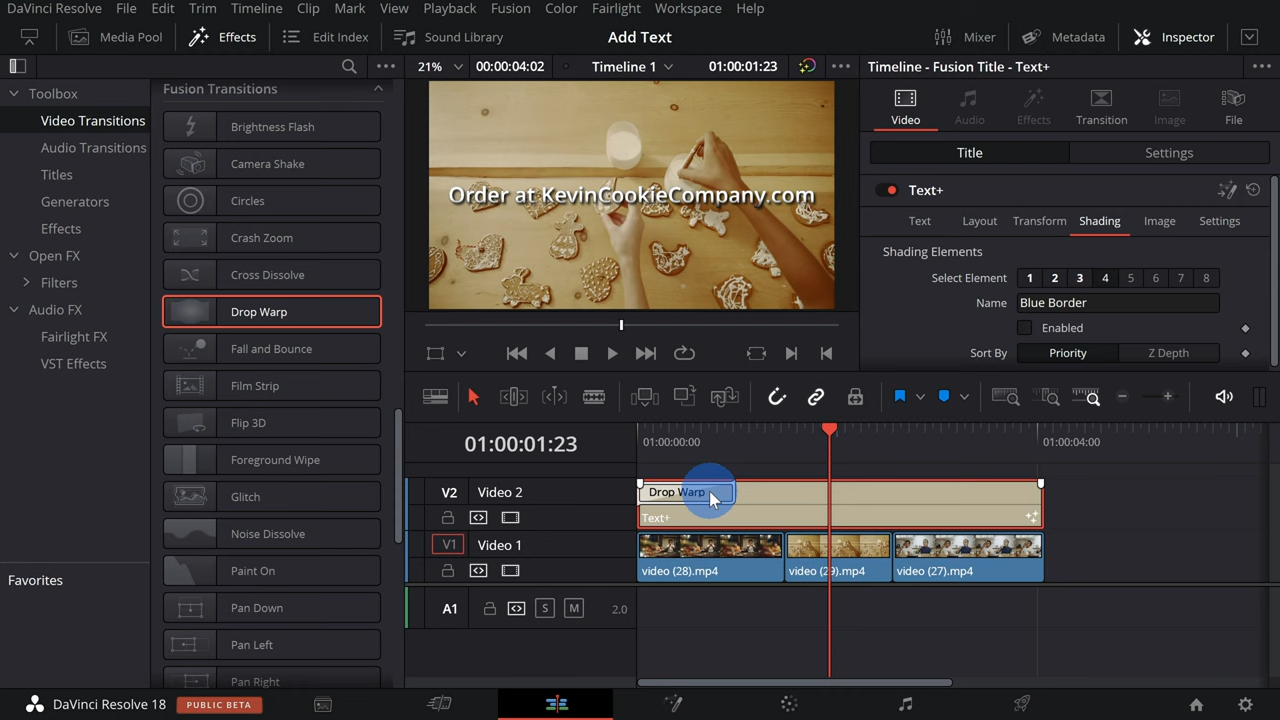 DaVinci Resolve File Edit Trim Timeline Clip Mark View Playback Fusion Color Fairlight Workspace Help
Media Pool Effects Edit Index Sound Library Add Text Mixer Metadata Inspector
21% 00:00:04:02 Timeline 1 01:00:01:23 Timeline - Fusion Title - Text+
Toolbox
Video Transitions
Audio Transitions
Titles
Generators
Effects
Open FX
Filters
Audio FX
Fairlight FX
VST Effects
Favorites
Fusion Transitions
Brightness Flash
Camera Shake
Circles
Crash Zoom
Cross Dissolve
Drop Warp
Fall and Bounce
Film Strip
Flip 3D
Foreground Wipe
Glitch
Noise Dissolve
Paint On
Pan Down
Pan Left
Pan Right
Order at KevinCookieCompany.com
Video Audio Effects Transition Image File
Title Settings
Text+
Text Layout Transform Shading Image Settings
Shading Elements
Select Element 1 2 3 4 5 6 7 8
Name Blue Border
Enabled
Sort By Priority Z Depth
01:00:01:23 01:00:00:00 01:00:04:00
V2 Video 2 Drop Warp
Text+
V1 Video 1
video (28).mp4 video (29).mp4 video (27).mp4
A1 S M 2.0
DaVinci Resolve 18 PUBLIC BETA